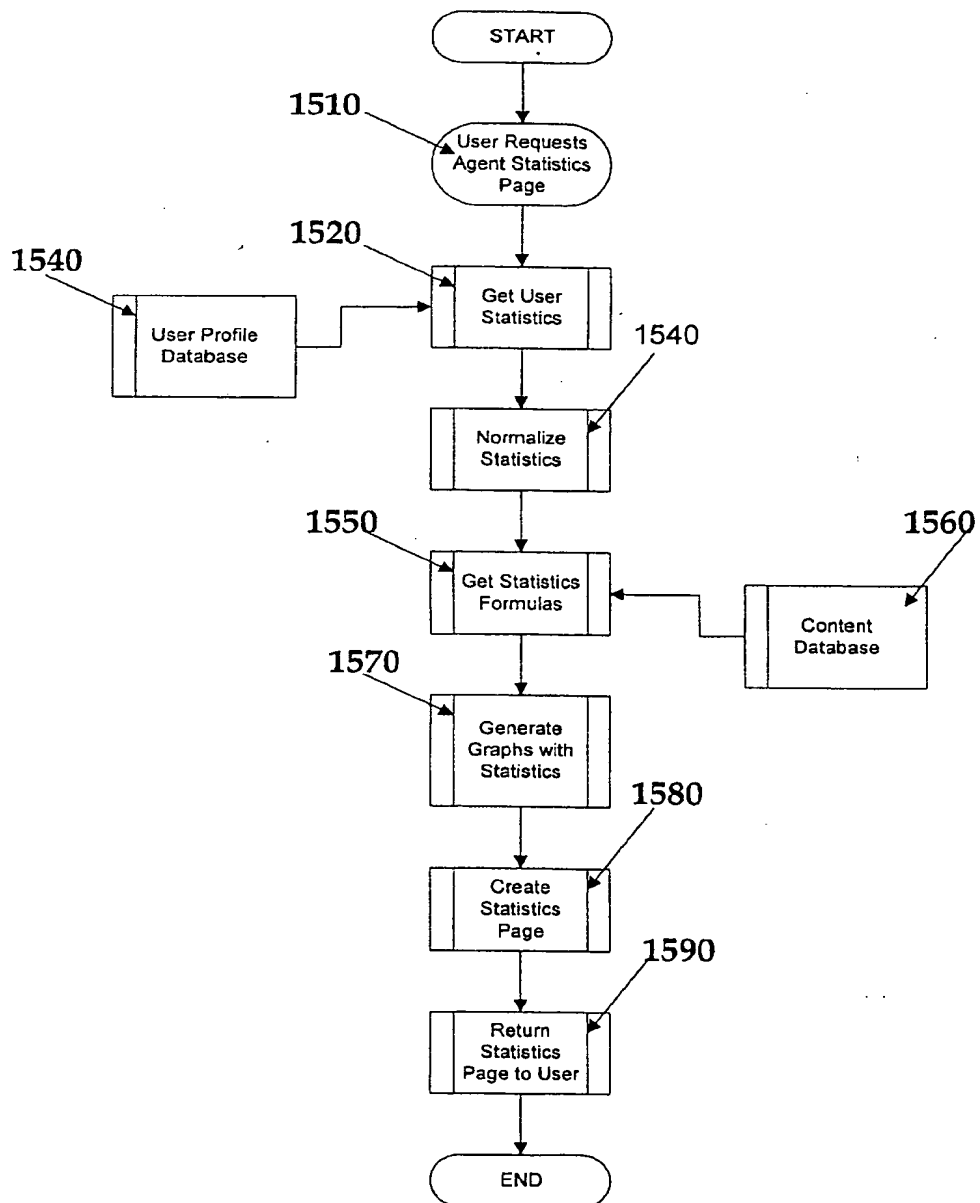 START
1510
User Requests
Agent Statistics
Page
1520
1540
Get User
Statistics
User Profile
Database
1540
Normalize
Statistics
1550
1560
Get Statistics
Formulas
Content
Database
1570
Generate
Graphs with
Statistics
1580
Create
Statistics
Page
1590
Return
Statistics
Page to User
END